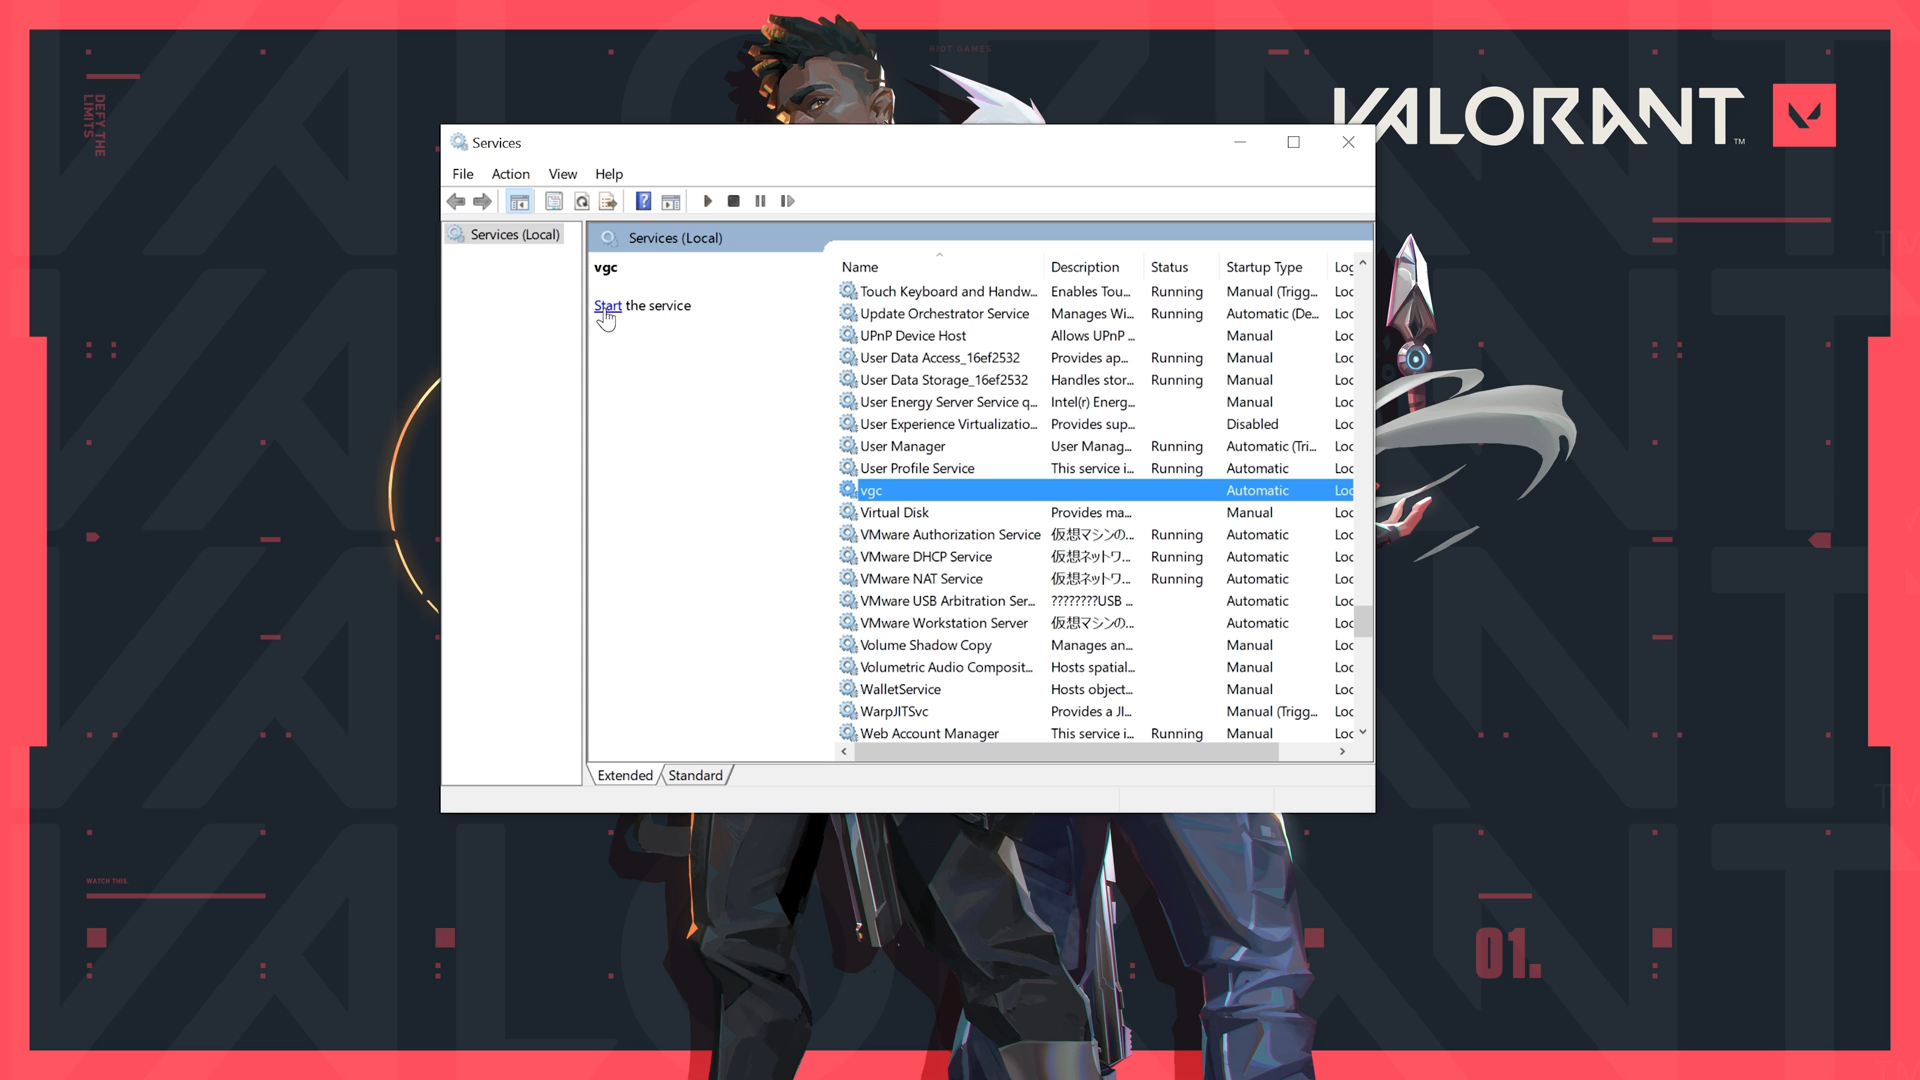 RIOT GAMES
DEFY THE
LIMITS
VALORANT™
Services
File Action View Help
Services (Local)
Services (Local)
vgc
Start the service
Name Description Status Startup Type Log
Touch Keyboard and Handw... Enables Tou... Running Manual (Trigg... Loc
Update Orchestrator Service Manages Wi... Running Automatic (De... Loc
UPnP Device Host Allows UPnP ... Manual Loc
User Data Access_16ef2532 Provides ap... Running Manual Loc
User Data Storage_16ef2532 Handles stor... Running Manual Loc
User Energy Server Service q... Intel(r) Energ... Manual Loc
User Experience Virtualizatio... Provides sup... Disabled Loc
User Manager User Manag... Running Automatic (Tri... Loc
User Profile Service This service i... Running Automatic Loc
vgc Automatic Loc
Virtual Disk Provides ma... Manual Loc
VMware Authorization Service 仮想マシンの... Running Automatic Loc
VMware DHCP Service 仮想ネットワ... Running Automatic Loc
VMware NAT Service 仮想ネットワ... Running Automatic Loc
VMware USB Arbitration Ser... ????????USB ... Automatic Loc
VMware Workstation Server 仮想マシンの... Automatic Loc
Volume Shadow Copy Manages an... Manual Loc
Volumetric Audio Composit... Hosts spatial... Manual Loc
WalletService Hosts object... Manual Loc
WarpJITSvc Provides a JI... Manual (Trigg... Loc
Web Account Manager This service i... Running Manual Loc
Extended Standard
WATCH THIS.
01.